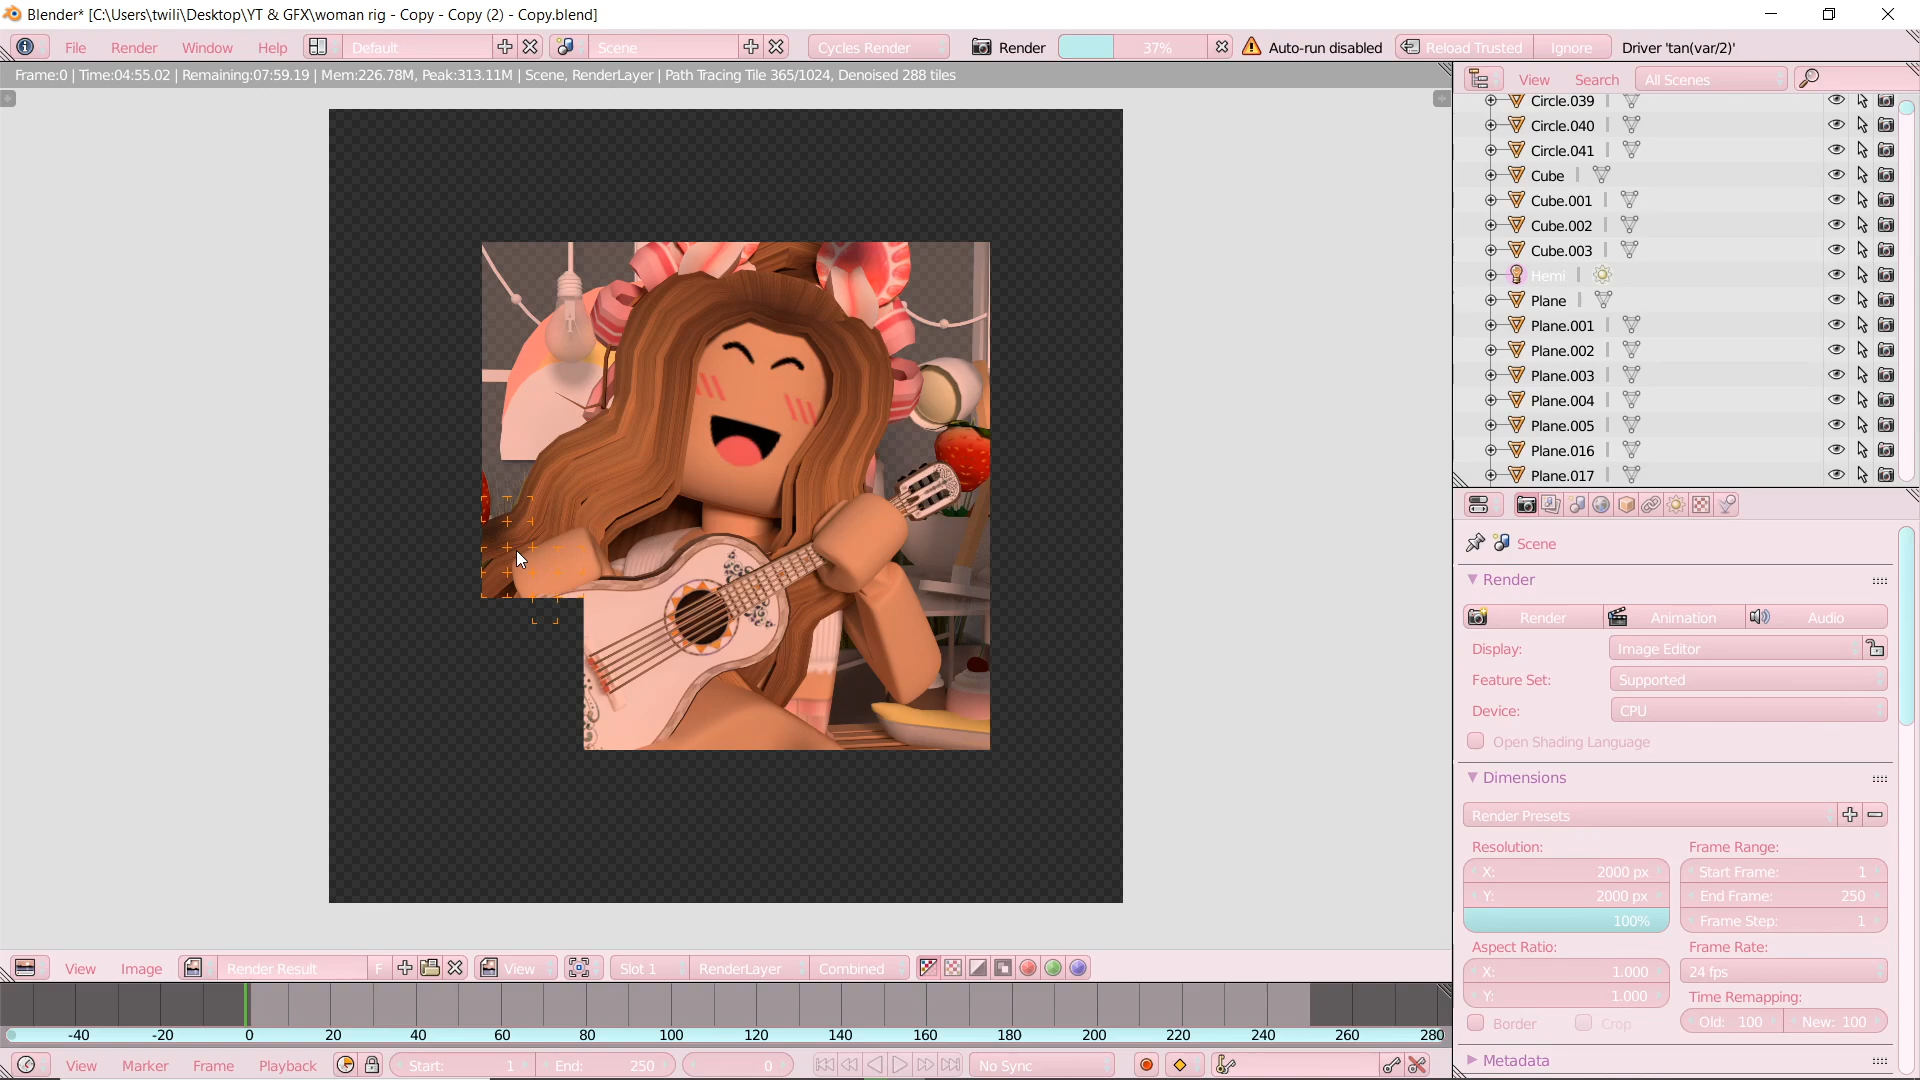 Blender* [C:\Users\twili\Desktop\YT & GFX\woman rig - Copy - Copy (2) - Copy.blend]
File Render Window Help Default Scene Cycles Render Render 37% Auto-run disabled Reload Trusted Ignore Driver 'tan(var/2)'
Frame:0 | Time:04:55.02 | Remaining:07:59.19 | Mem:226.78M, Peak:313.11M | Scene, RenderLayer | Path Tracing Tile 365/1024, Denoised 288 tiles
View Search All Scenes
Circle.039
Circle.040
Circle.041
Cube
Cube.001
Cube.002
Cube.003
Hemi
Plane
Plane.001
Plane.002
Plane.003
Plane.004
Plane.005
Plane.016
Plane.017
Scene
Render
Render Animation Audio
Display: Image Editor
Feature Set: Supported
Device: CPU
Open Shading Language
Dimensions
Render Presets
Resolution: Frame Range:
X: 2000 px Start Frame: 1
Y: 2000 px End Frame: 250
100% Frame Step: 1
Aspect Ratio: Frame Rate:
X: 1.000 24 fps
Y: 1.000 Time Remapping:
Border Crop Old: 100 New: 100
Metadata
View Image Render Result F View Slot 1 RenderLayer Combined
-40 -20 0 20 40 60 80 100 120 140 160 180 200 220 240 260 280
View Marker Frame Playback Start: 1 End: 250 0 No Sync